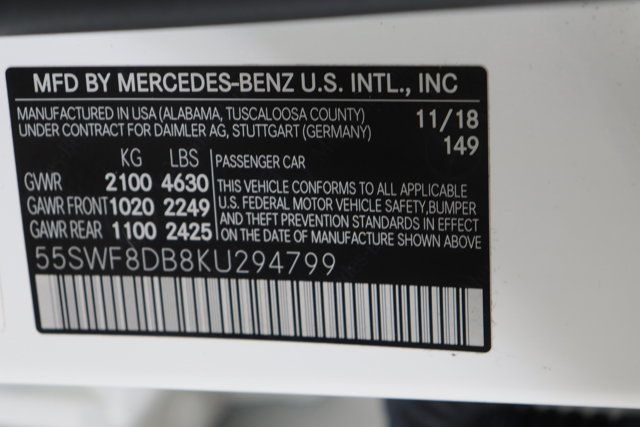 MFD BY MERCEDES-BENZ U.S. INTL., INC
MANUFACTURED IN USA (ALABAMA, TUSCALOOSA COUNTY)
UNDER CONTRACT FOR DAIMLER AG, STUTTGART (GERMANY)
11/18
149
KG LBS
GVWR 2100 4630
GAWR FRONT 1020 2249
GAWR REAR 1100 2425
PASSENGER CAR
THIS VEHICLE CONFORMS TO ALL APPLICABLE
U.S. FEDERAL MOTOR VEHICLE SAFETY, BUMPER
AND THEFT PREVENTION STANDARDS IN EFFECT
ON THE DATE OF MANUFACTURE SHOWN ABOVE
55SWF8DB8KU294799